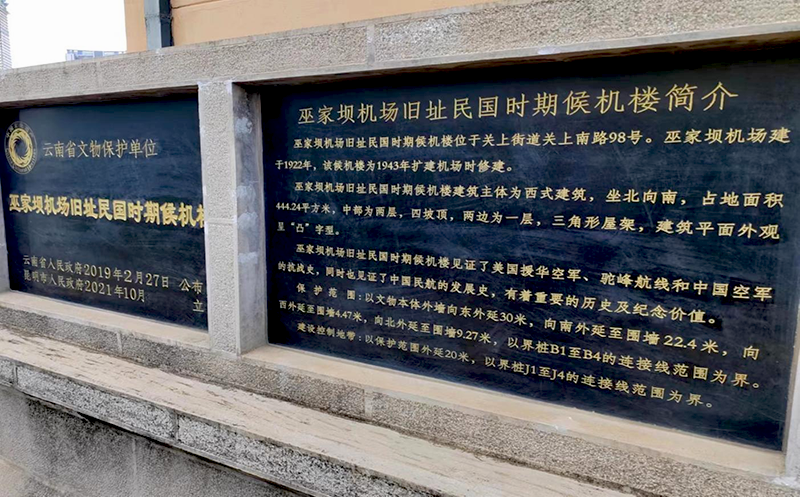 云南省文物保护单位
巫家坝机场旧址民国时期候机楼
云南省人民政府2019年2月27日 公布
昆明市人民政府2021年10月 立
巫家坝机场旧址民国时期候机楼简介
巫家坝机场旧址民国时期候机楼位于关上街道关上南路98号。巫家坝机场建
于1922年，该候机楼为1943年扩建机场时修建。
巫家坝机场旧址民国时期候机楼建筑主体为西式建筑，坐北向南，占地面积
444.24平方米，中部为两层，四坡顶，两边为一层，三角形屋架，建筑平面外观
呈“凸”字型。
巫家坝机场旧址民国时期候机楼见证了美国援华空军、驼峰航线和中国空军
的抗战史，同时也见证了中国民航的发展史，有着重要的历史及纪念价值。
保护范围：以文物本体外墙向东外延30米，向南外延至围墙22.4米，向
西外延至围墙4.47米，向北外延至围墙9.27米，以界桩B1至B4的连接线范围为界。
建设控制地带：以保护范围外延20米，以界桩J1至J4的连接线范围为界。